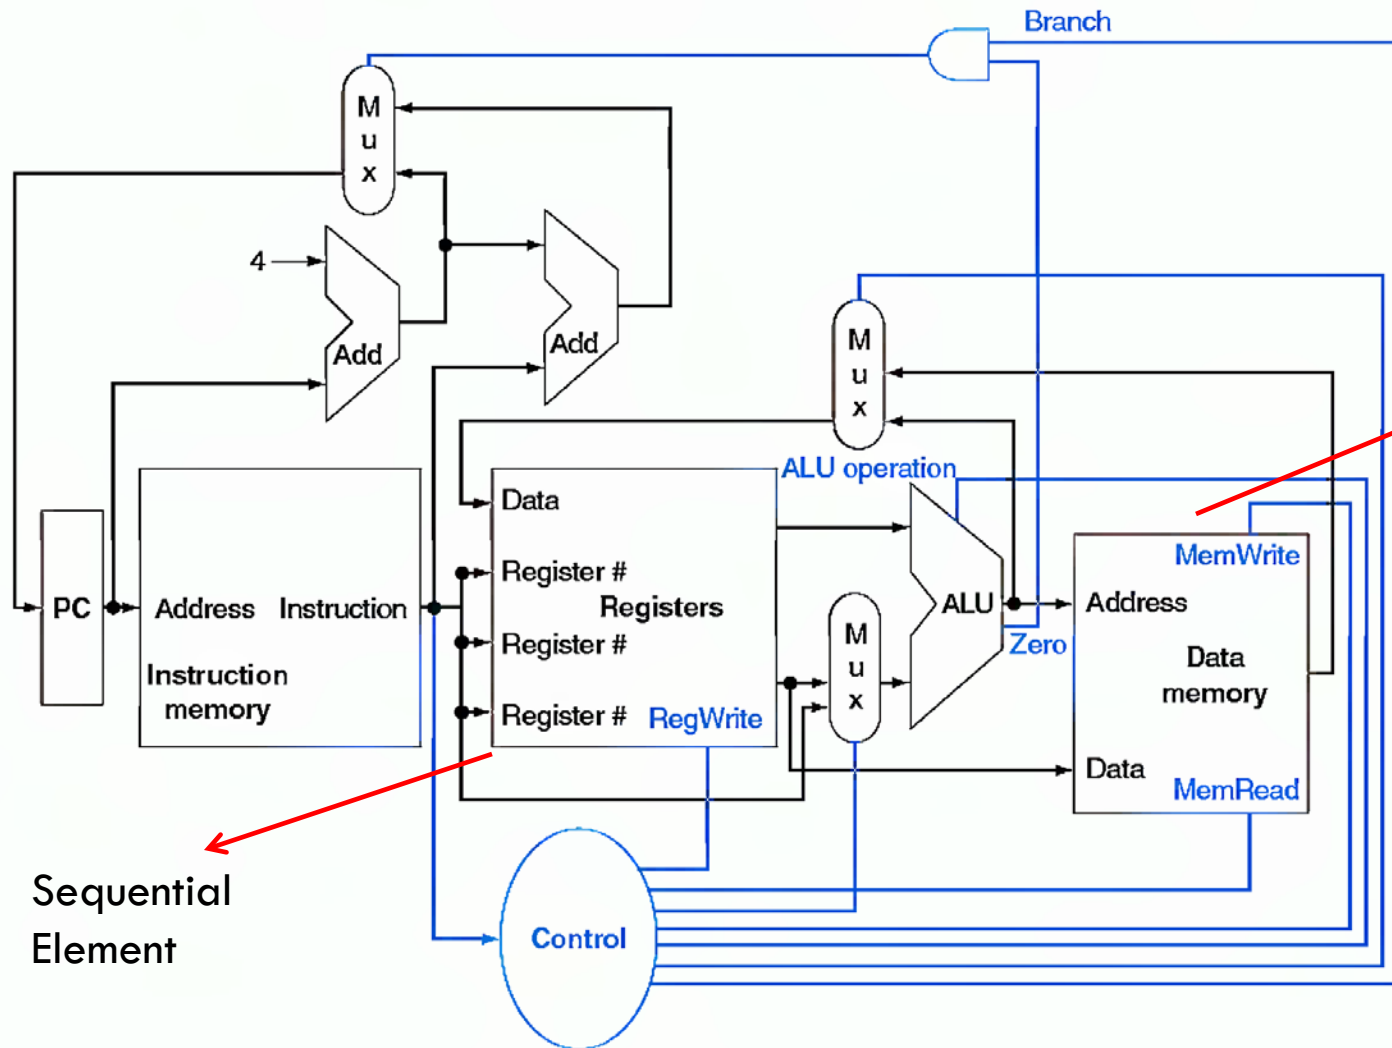 Branch
M
u
x
4
Add
Add
M
u
x
ALU operation
Data
Register #
Registers
Register #
Register #
RegWrite
PC
Address
Instruction
Instruction
memory
M
u
x
ALU
Zero
MemWrite
Address
Data
memory
Data
MemRead
Sequential
Element
Control